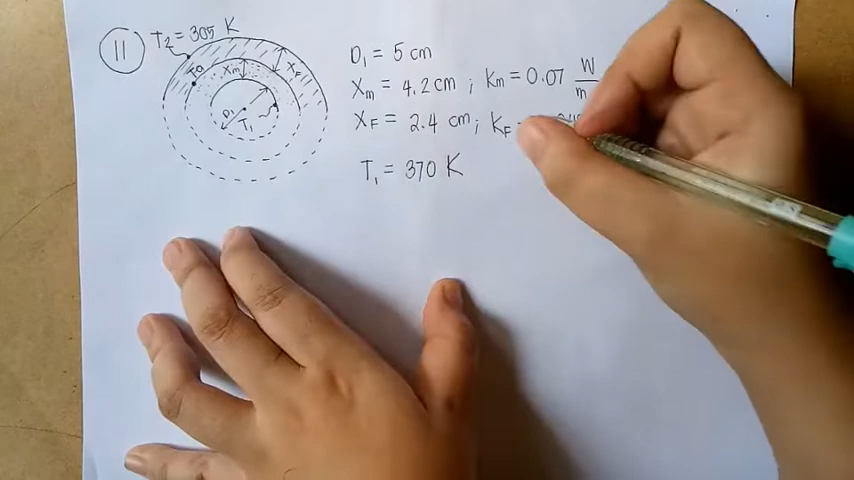 11
T2 = 305 K
D1 = 5 cm
Xm = 4.2 cm ; Km = 0.07 W/m
XF = 2.4 cm ; KF
T1 = 370 K
Ta
Xm
XF
D1
T1